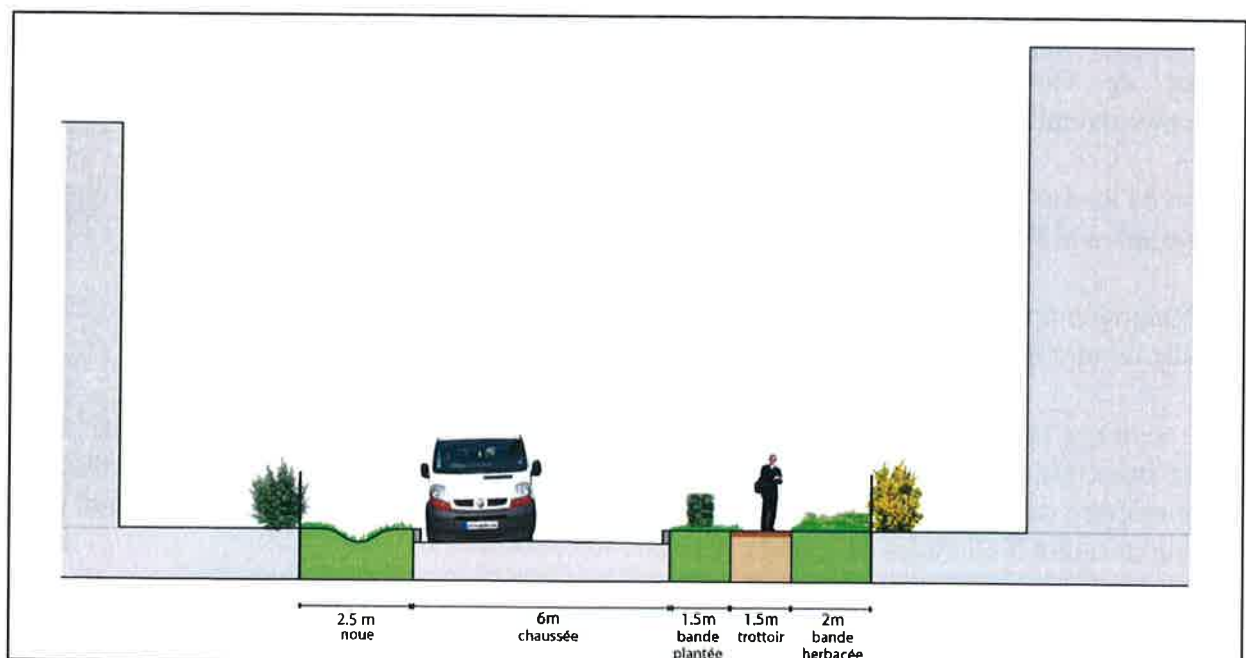 2.5 m
noue
6m
chaussée
1.5m
bande
plantée
1.5m
trottoir
2m
bande
herbacée